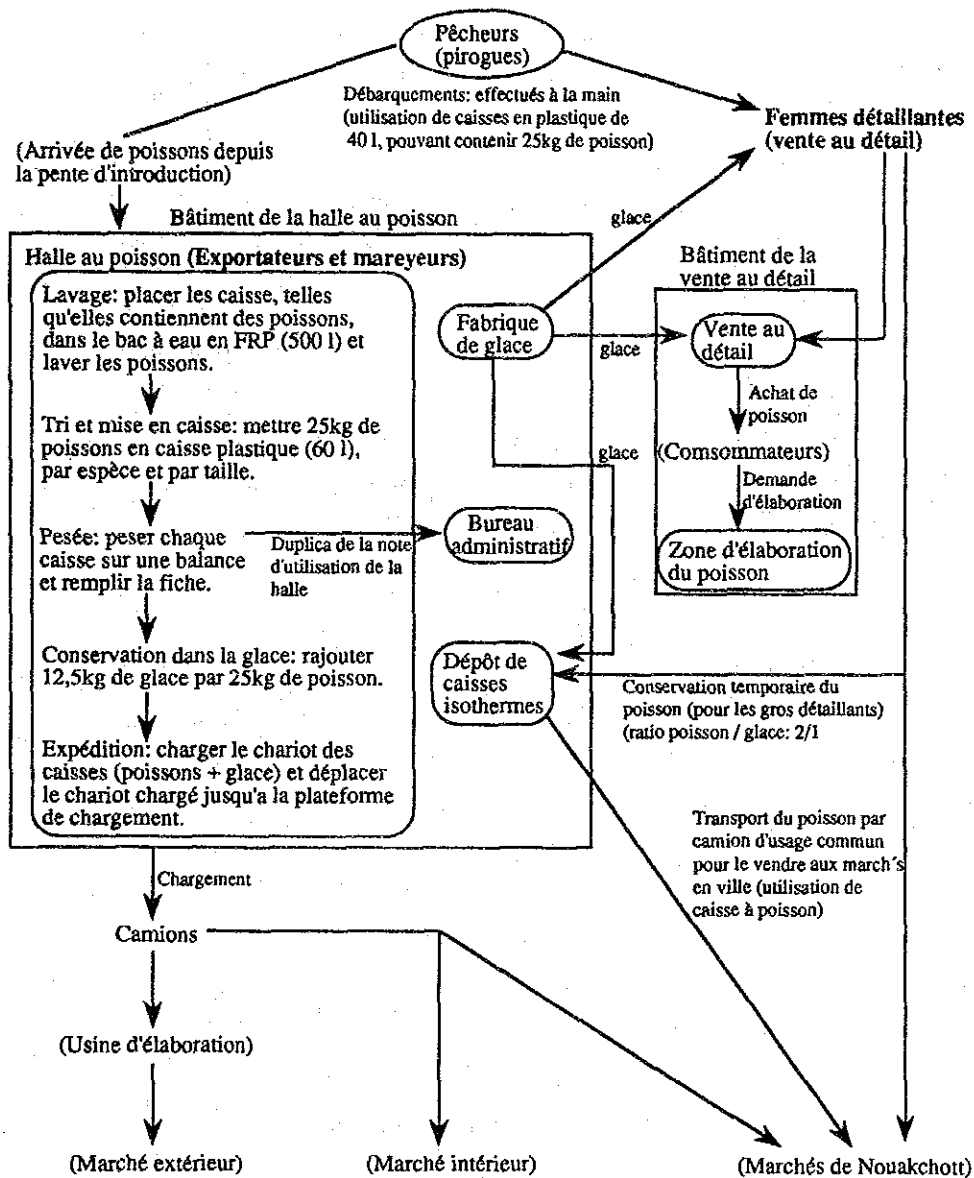 Pêcheurs
(pirogues)
Débarquements: effectués à la main
(utilisation de caisses en plastique de
40 l, pouvant contenir 25kg de poisson)
Femmes détaillantes
(vente au détail)
(Arrivée de poissons depuis
la pente d'introduction)
Bâtiment de la halle au poisson
glace
Halle au poisson (Exportateurs et mareyeurs)
Lavage: placer les caisse, telles
qu'elles contiennent des poissons,
dans le bac à eau en FRP (500 l) et
laver les poissons.
Tri et mise en caisse: mettre 25kg de
poissons en caisse plastique (60 l),
par espèce et par taille.
Pesée: peser chaque
caisse sur une balance
et remplir la fiche.
Duplica de la note
d'utilisation de la
halle
Conservation dans la glace: rajouter
12,5kg de glace par 25kg de poisson.
Expédition: charger le chariot des
caisses (poissons + glace) et déplacer
le chariot chargé jusqu'a la plateforme
de chargement.
Fabrique
de glace
glace
glace
Bureau
administratif
Dépôt de
caisses
isothermes
Bâtiment de la
vente au détail
Vente au
détail
Achat de
poisson
(Comsommateurs)
Demande
d'élaboration
Zone d'élaboration
du poisson
Conservation temporaire du
poisson (pour les gros détaillants)
(ratio poisson / glace: 2/1
Transport du poisson par
camion d'usage commun
pour le vendre aux march´s
en ville (utilisation de
caisse à poisson)
Chargement
Camions
(Usine d'élaboration)
(Marché extérieur)
(Marché intérieur)
(Marchés de Nouakchott)